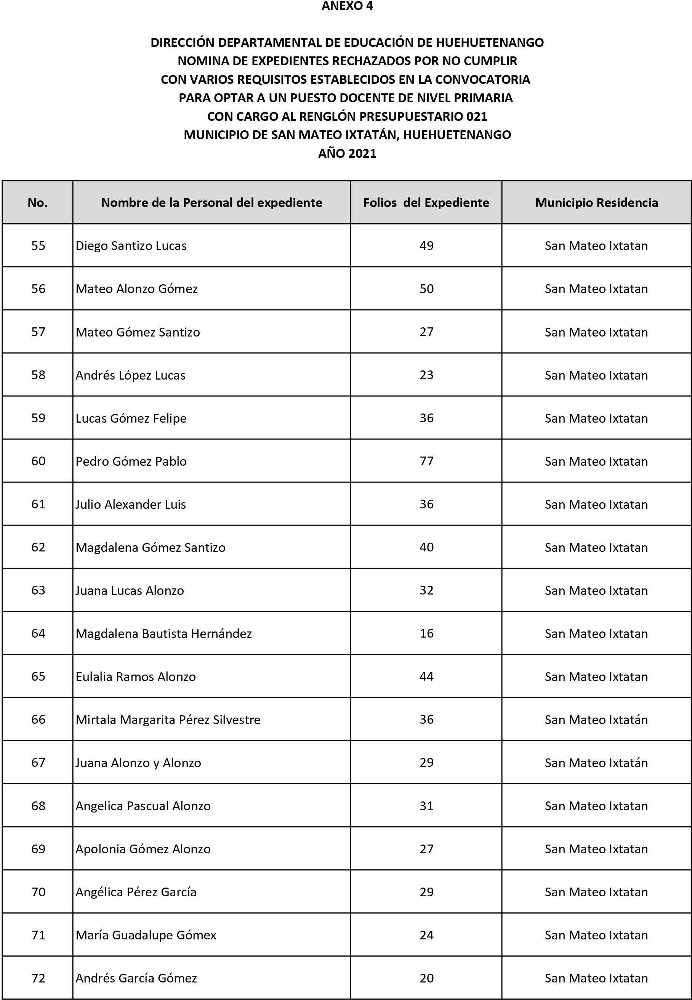 ANEXO 4
DIRECCIÓN DEPARTAMENTAL DE EDUCACIÓN DE HUEHUETENANGO
NOMINA DE EXPEDIENTES RECHAZADOS POR NO CUMPLIR
CON VARIOS REQUISITOS ESTABLECIDOS EN LA CONVOCATORIA
PARA OPTAR A UN PUESTO DOCENTE DE NIVEL PRIMARIA
CON CARGO AL RENGLÓN PRESUPUESTARIO 021
MUNICIPIO DE SAN MATEO IXTATÁN, HUEHUETENANGO
AÑO 2021
No. Nombre de la Personal del expediente Folios del Expediente Municipio Residencia
55 Diego Santizo Lucas 49 San Mateo Ixtatan
56 Mateo Alonzo Gómez 50 San Mateo Ixtatan
57 Mateo Gómez Santizo 27 San Mateo Ixtatan
58 Andrés López Lucas 23 San Mateo Ixtatan
59 Lucas Gómez Felipe 36 San Mateo Ixtatan
60 Pedro Gómez Pablo 77 San Mateo Ixtatan
61 Julio Alexander Luis 36 San Mateo Ixtatan
62 Magdalena Gómez Santizo 40 San Mateo Ixtatan
63 Juana Lucas Alonzo 32 San Mateo Ixtatan
64 Magdalena Bautista Hernández 16 San Mateo Ixtatan
65 Eulalia Ramos Alonzo 44 San Mateo Ixtatan
66 Mirtala Margarita Pérez Silvestre 36 San Mateo Ixtatán
67 Juana Alonzo y Alonzo 29 San Mateo Ixtatán
68 Angelica Pascual Alonzo 31 San Mateo Ixtatan
69 Apolonia Gómez Alonzo 27 San Mateo Ixtatan
70 Angélica Pérez García 29 San Mateo Ixtatan
71 María Guadalupe Gómex 24 San Mateo Ixtatan
72 Andrés García Gómez 20 San Mateo Ixtatan